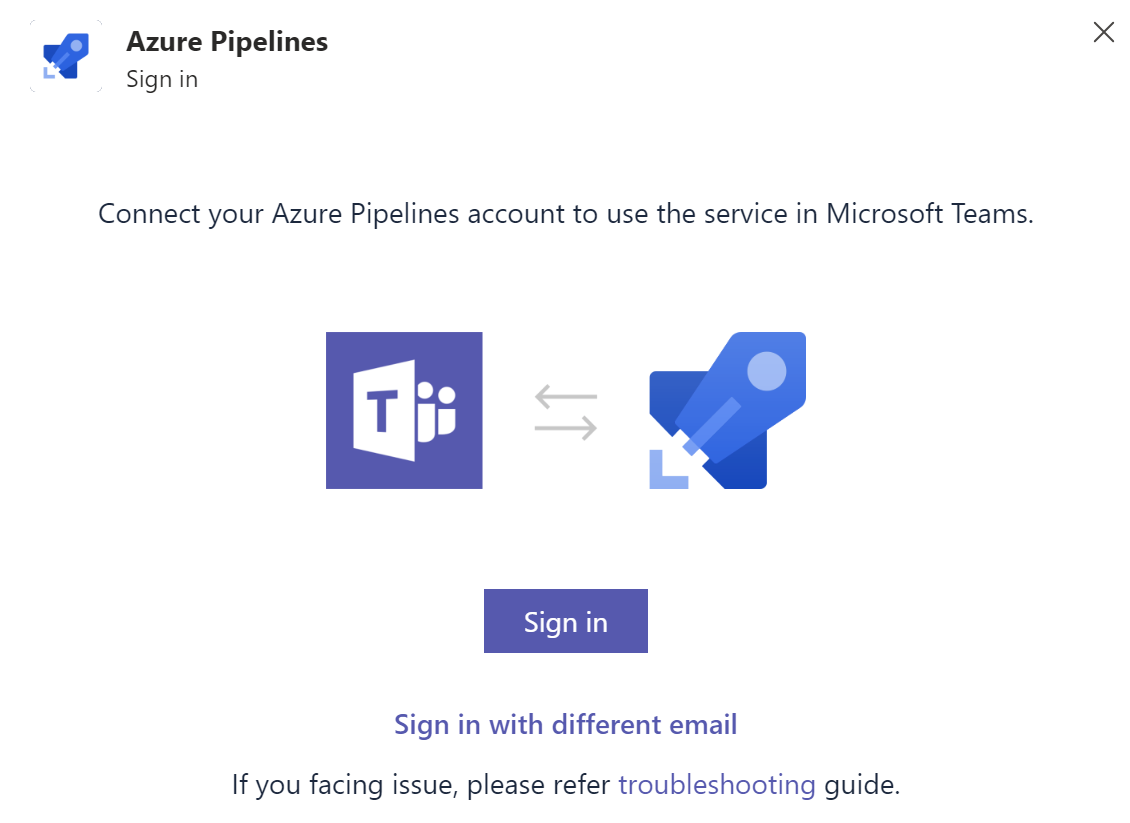 Azure Pipelines
Sign in
Connect your Azure Pipelines account to use the service in Microsoft Teams.
T
Sign in
Sign in with different email
If you facing issue, please refer troubleshooting guide.